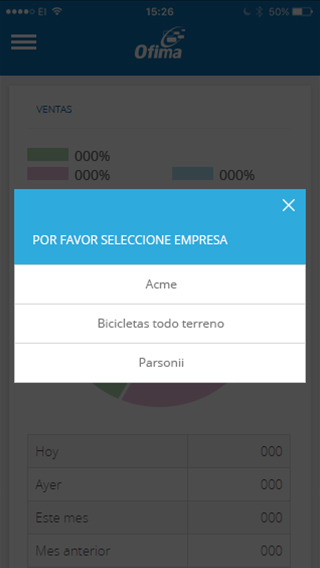 EI 15:26 50%
Ofima
VENTAS
000%
000% 000%
POR FAVOR SELECCIONE EMPRESA
Acme
Bicicletas todo terreno
Parsonii
Hoy 000
Ayer 000
Este mes 000
Mes anterior 000